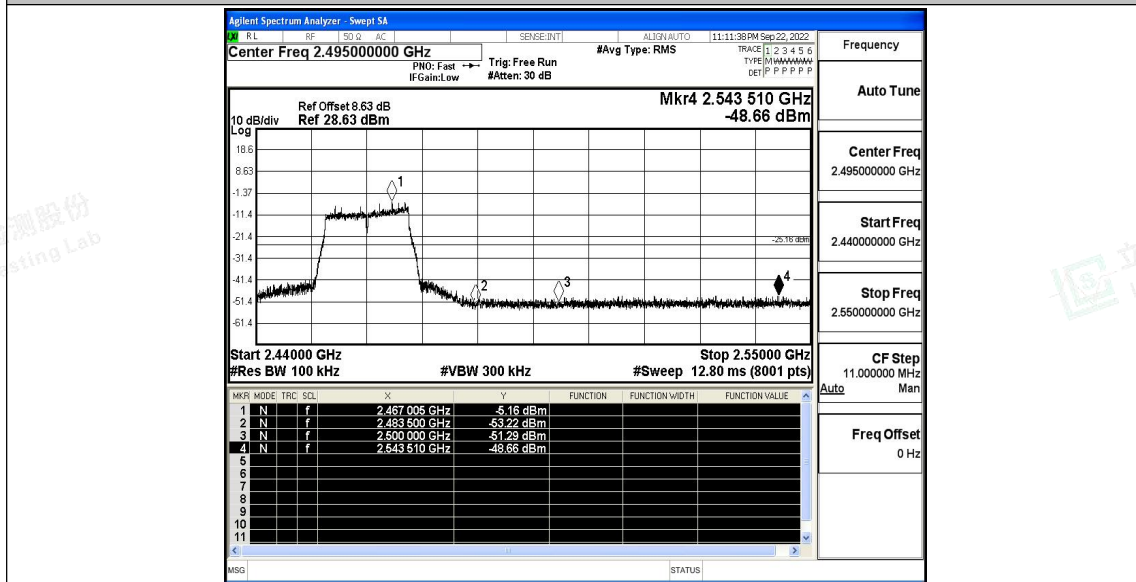 Agilent Spectrum Analyzer - Swept SA
LXI RL RF 50 Ω AC SENSE:INT ALIGN AUTO 11:11:38 PM Sep 22, 2022
Center Freq 2.495000000 GHz
PNO: Fast
IFGain:Low
Trig: Free Run
#Atten: 30 dB
#Avg Type: RMS
TRACE 1 2 3 4 5 6
TYPE M
DET P P P P P P
Ref Offset 8.63 dB
10 dB/div Ref 28.63 dBm
Log
Mkr4 2.543 510 GHz
-48.66 dBm
18.6
8.63
-1.37
-11.4
-21.4
-31.4
-41.4
-51.4
-61.4
1
2
3
4
-25.16 dBm
Start 2.44000 GHz Stop 2.55000 GHz
#Res BW 100 kHz #VBW 300 kHz #Sweep 12.80 ms (8001 pts)
MKR MODE TRC SCL X Y FUNCTION FUNCTION WIDTH FUNCTION VALUE
1 N f 2.467 005 GHz -5.16 dBm
2 N f 2.483 500 GHz -53.22 dBm
3 N f 2.500 000 GHz -51.29 dBm
4 N f 2.543 510 GHz -48.66 dBm
5
6
7
8
9
10
11
MSG STATUS
Frequency
Auto Tune
Center Freq
2.495000000 GHz
Start Freq
2.440000000 GHz
Stop Freq
2.550000000 GHz
CF Step
11.000000 MHz
Auto Man
Freq Offset
0 Hz
测股份
sting Lab
立